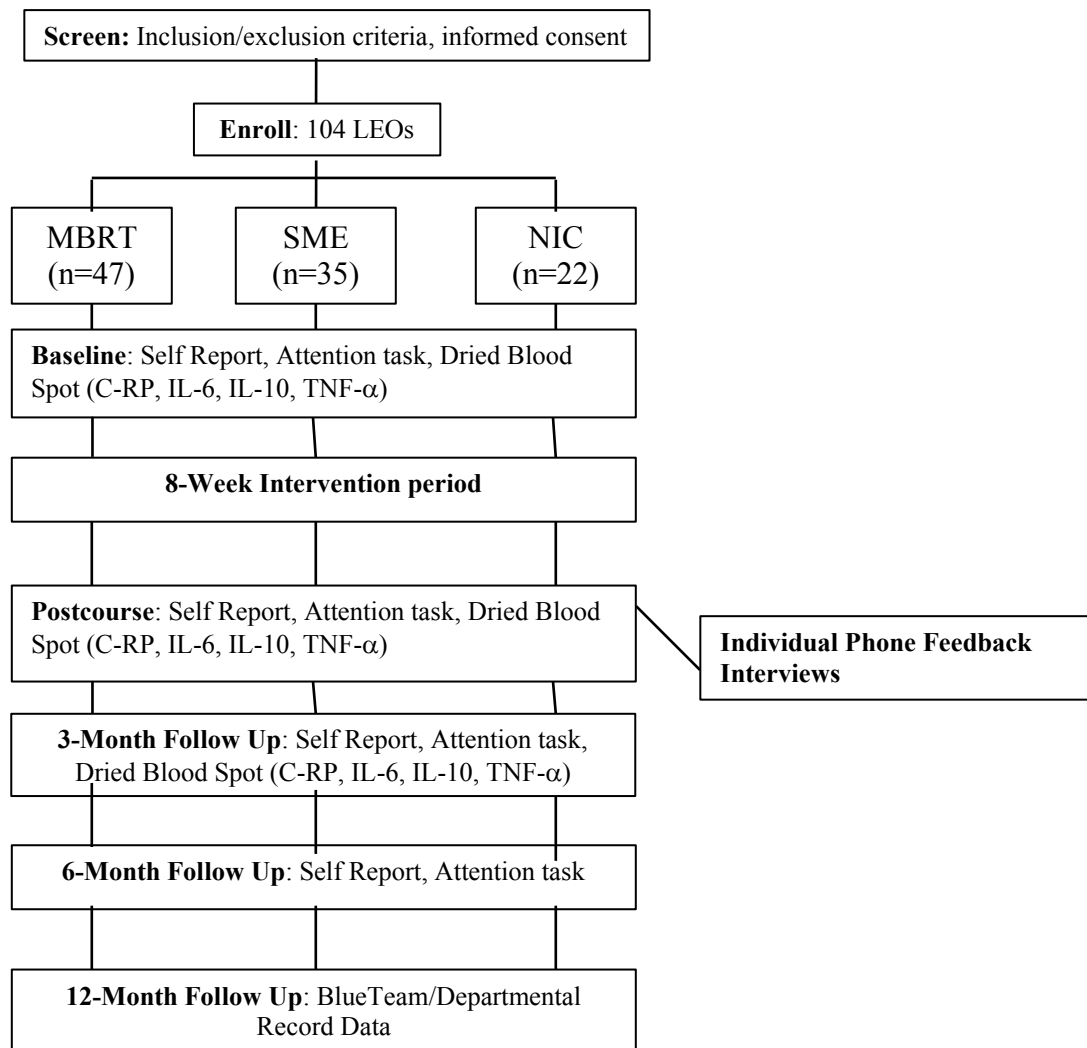 Screen: Inclusion/exclusion criteria, informed consent
Enroll: 104 LEOs
MBRT
(n=47)
SME
(n=35)
NIC
(n=22)
Baseline: Self Report, Attention task, Dried Blood
Spot (C-RP, IL-6, IL-10, TNF-α)
8-Week Intervention period
Postcourse: Self Report, Attention task, Dried Blood
Spot (C-RP, IL-6, IL-10, TNF-α)
Individual Phone Feedback
Interviews
3-Month Follow Up: Self Report, Attention task,
Dried Blood Spot (C-RP, IL-6, IL-10, TNF-α)
6-Month Follow Up: Self Report, Attention task
12-Month Follow Up: BlueTeam/Departmental
Record Data